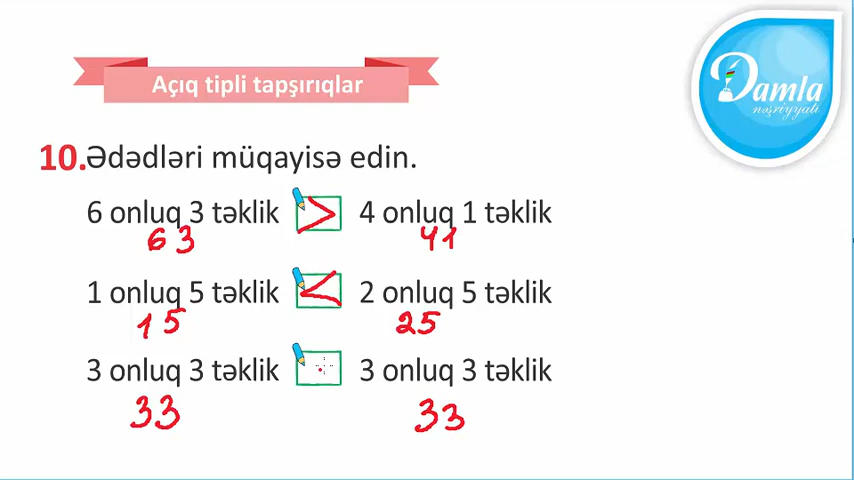 Açıq tipli tapşırıqlar
Damla
nəşriyyatı
10. Ədədləri müqayisə edin.
6 onluq 3 təklik > 4 onluq 1 təklik
63 41
1 onluq 5 təklik < 2 onluq 5 təklik
15 25
3 onluq 3 təklik 3 onluq 3 təklik
33 33